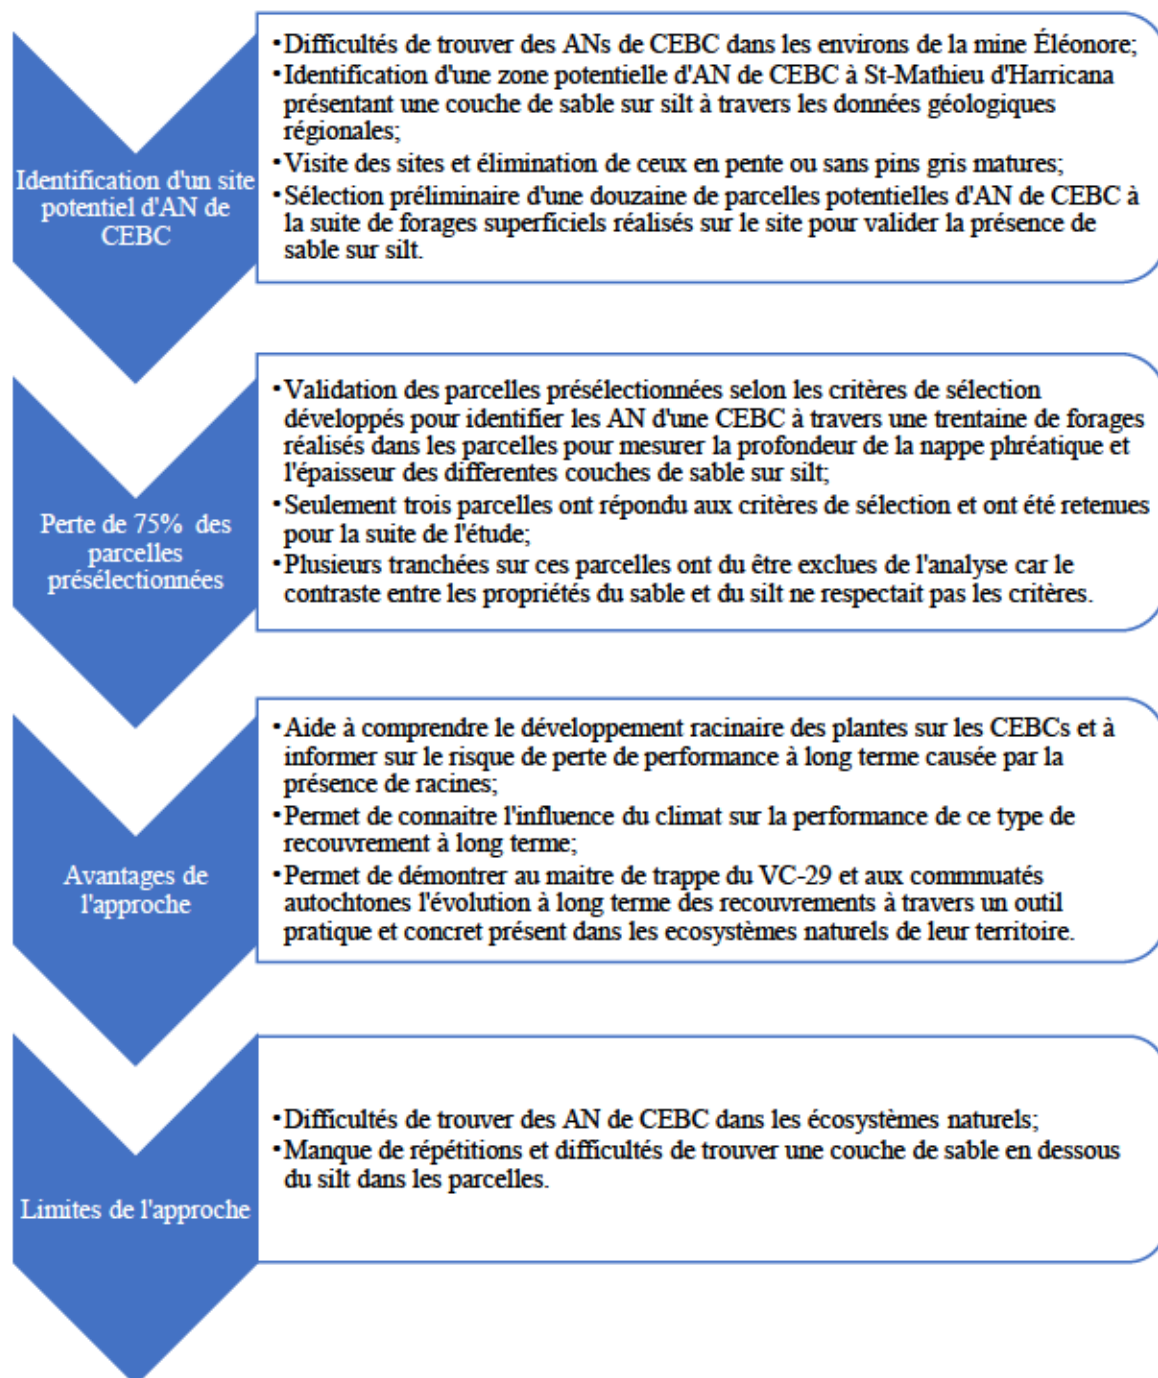 Identification d'un site
potentiel d'AN de
CEBC
•Difficultés de trouver des ANs de CEBC dans les environs de la mine Éléonore;
•Identification d'une zone potentielle d'AN de CEBC à St-Mathieu d'Harricana
présentant une couche de sable sur silt à travers les données géologiques
régionales;
•Visite des sites et élimination de ceux en pente ou sans pins gris matures;
•Sélection préliminaire d'une douzaine de parcelles potentielles d'AN de CEBC à
la suite de forages superficiels réalisés sur le site pour valider la présence de
sable sur silt.
Perte de 75% des
parcelles
présélectionnées
•Validation des parcelles présélectionnées selon les critères de sélection
développés pour identifier les AN d'une CEBC à travers une trentaine de forages
réalisés dans les parcelles pour mesurer la profondeur de la nappe phréatique et
l'épaisseur des differentes couches de sable sur silt;
•Seulement trois parcelles ont répondu aux critères de sélection et ont été retenues
pour la suite de l'étude;
•Plusieurs tranchées sur ces parcelles ont du être exclues de l'analyse car le
contraste entre les propriétés du sable et du silt ne respectait pas les critères.
Avantages de
l'approche
•Aide à comprendre le développement racinaire des plantes sur les CEBCs et à
informer sur le risque de perte de performance à long terme causée par la
présence de racines;
•Permet de connaitre l'influence du climat sur la performance de ce type de
recouvrement à long terme;
•Permet de démontrer au maitre de trappe du VC-29 et aux commnuatés
autochtones l'évolution à long terme des recouvrements à travers un outil
pratique et concret présent dans les ecosystèmes naturels de leur territoire.
Limites de l'approche
•Difficultés de trouver des AN de CEBC dans les écosystèmes naturels;
•Manque de répétitions et difficultés de trouver une couche de sable en dessous
du silt dans les parcelles.